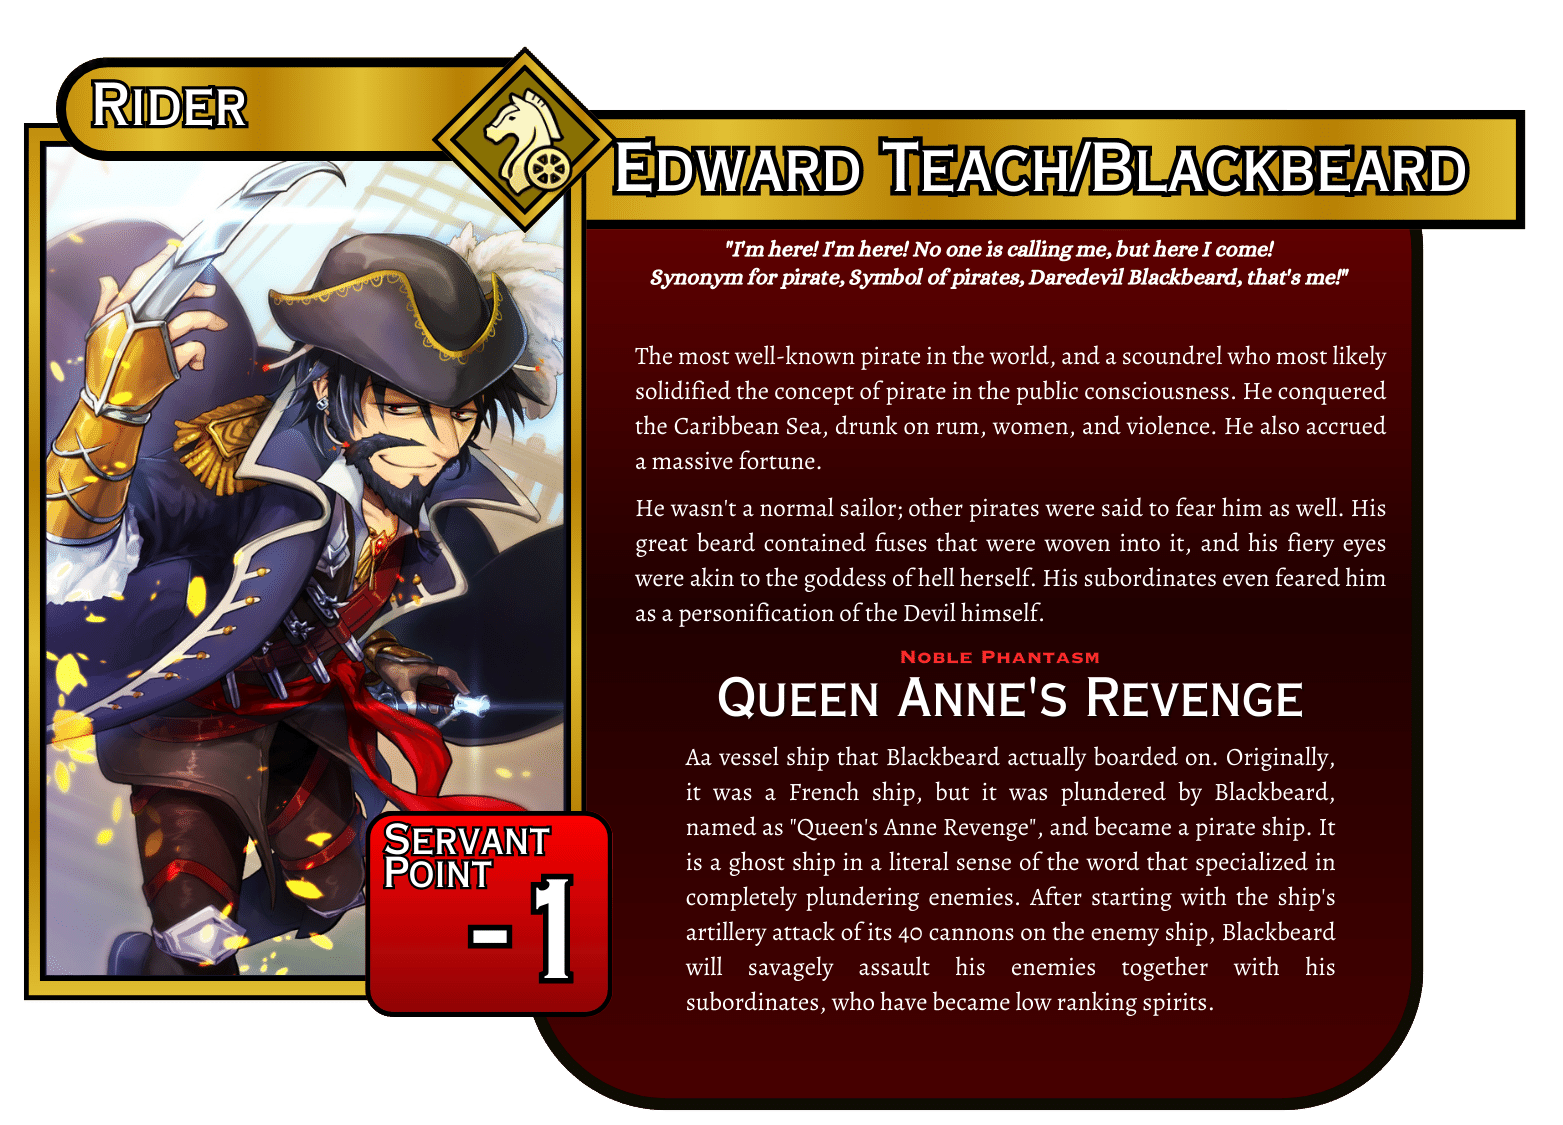 Rider
Edward Teach/Blackbeard
"I'm here! I'm here! No one is calling me, but here I come!
Synonym for pirate, Symbol of pirates, Daredevil Blackbeard, that's me!"
The most well-known pirate in the world, and a scoundrel who most likely
solidified the concept of pirate in the public consciousness. He conquered
the Caribbean Sea, drunk on rum, women, and violence. He also accrued
a massive fortune.
He wasn't a normal sailor; other pirates were said to fear him as well. His
great beard contained fuses that were woven into it, and his fiery eyes
were akin to the goddess of hell herself. His subordinates even feared him
as a personification of the Devil himself.
Noble Phantasm
Queen Anne's Revenge
Aa vessel ship that Blackbeard actually boarded on. Originally,
it was a French ship, but it was plundered by Blackbeard,
named as "Queen's Anne Revenge", and became a pirate ship. It
is a ghost ship in a literal sense of the word that specialized in
completely plundering enemies. After starting with the ship's
artillery attack of its 40 cannons on the enemy ship, Blackbeard
will savagely assault his enemies together with his
subordinates, who have became low ranking spirits.
Servant
Point
-1